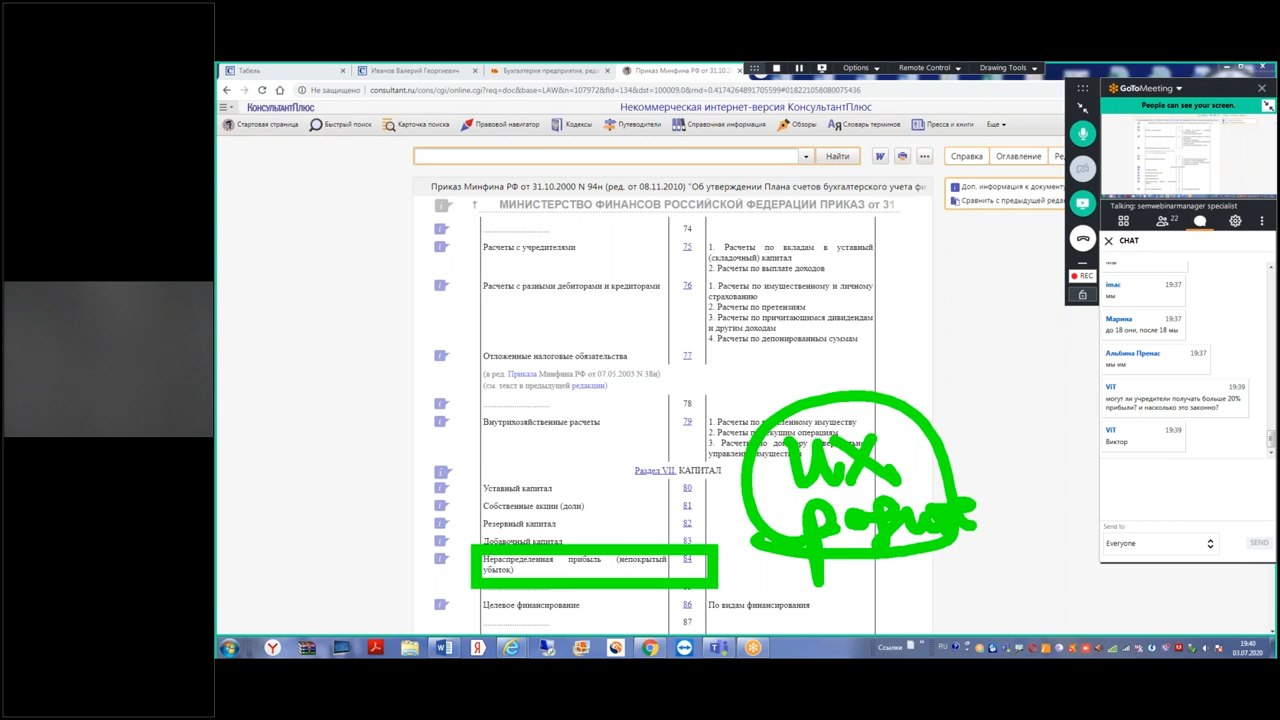 Табель
Иванов Валерий Георгиевич
Бухгалтерия предприятия, ред
Приказ Минфина РФ от 31.10.2
Options
Remote Control
Drawing Tools
Не защищено
consultant.ru/cons/cgi/online.cgi?req=doc&base=LAW&n=107972&fld=134&dst=100009,0&rnd=0.4174264891705599#018221058080075436
КОНСУЛЬТАНТПЛЮС
Некоммерческая интернет-версия КонсультантПлюс
Стартовая страница
Быстрый поиск
Карточка поиска
Правовой навигатор
Кодексы
Путеводители
Справочная информация
Обзоры
Словарь терминов
Пресса и книги
Еще
Найти
Справка
Оглавление
Ре
Приказ Минфина РФ от 31.10.2000 N 94н (ред. от 08.11.2010) "Об утверждении Плана счетов бухгалтерского учета фи
Доп. информация к документу
Сравнить с предыдущей редак
МИНИСТЕРСТВО ФИНАНСОВ РОССИЙСКОЙ ФЕДЕРАЦИИ ПРИКАЗ от 31
74
Расчеты с учредителями 75 1. Расчеты по вкладам в уставный
(складочный) капитал
2. Расчеты по выплате доходов
Расчеты с разными дебиторами и кредиторами 76 1. Расчеты по имущественному и личному
страхованию
2. Расчеты по претензиям
3. Расчеты по причитающимся дивидендам
и другим доходам
4. Расчеты по депонированным суммам
Отложенные налоговые обязательства 77
(в ред. Приказа Минфина РФ от 07.05.2003 N 38н)
(см. текст в предыдущей редакции)
78
Внутрихозяйственные расчеты 79 1. Расчеты по имуществу
2. Расчеты операциям
3. Расчеты
Раздел VII. КАПИТАЛ
Уставный капитал 80
Собственные акции (доли) 81
Резервный капитал 82
Добавочный капитал 83
Нераспределенная прибыль (непокрытый 84
убыток)
Целевое финансирование 86 По видам финансирования
87
их
GoToMeeting
People can see your screen.
Talking: semwebinarmanager specialist
22
CHAT
REC
imac 19:37
мы
Марина 19:37
до 18 они, после 18 мы
Альбина Пренас 19:37
мы им
ViT 19:39
могут ли учредители получать больше 20%
прибыли? и насколько это законно?
ViT 19:39
Виктор
Send to
Everyone
SEND
Ссылки
RU
19:40
03.07.2020